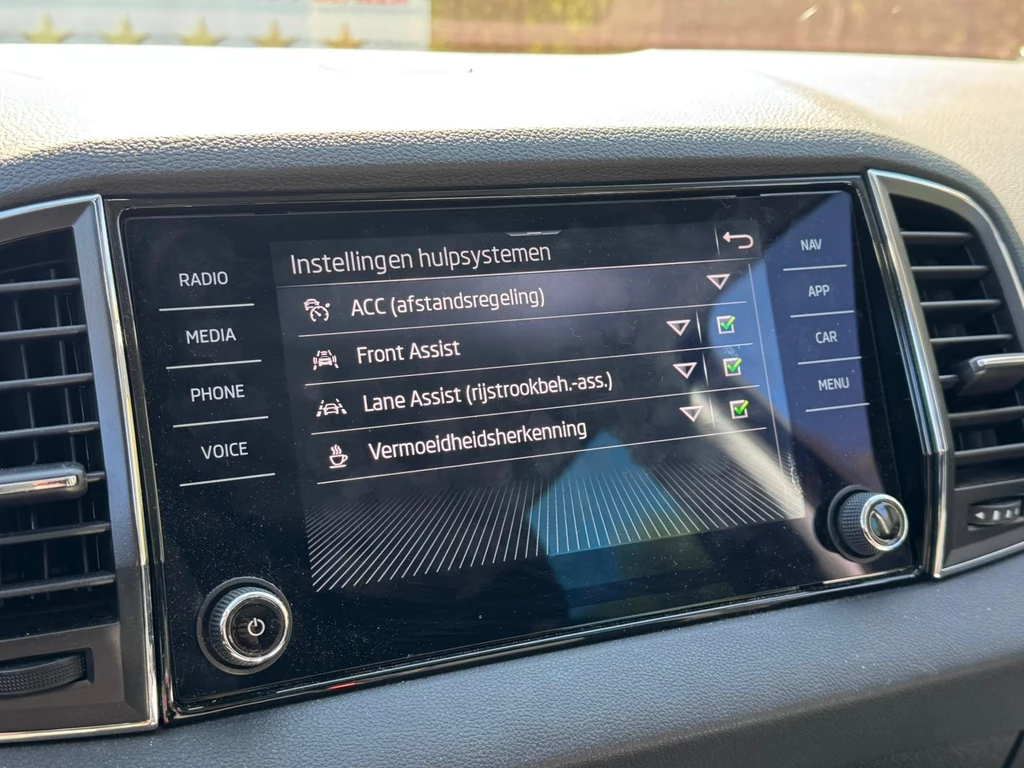 Instellingen hulpsystemen
RADIO
MEDIA
PHONE
VOICE
ACC (afstandsregeling)
Front Assist
Lane Assist (rijstrookbeh.-ass.)
Vermoeidheidsherkenning
NAV
APP
CAR
MENU